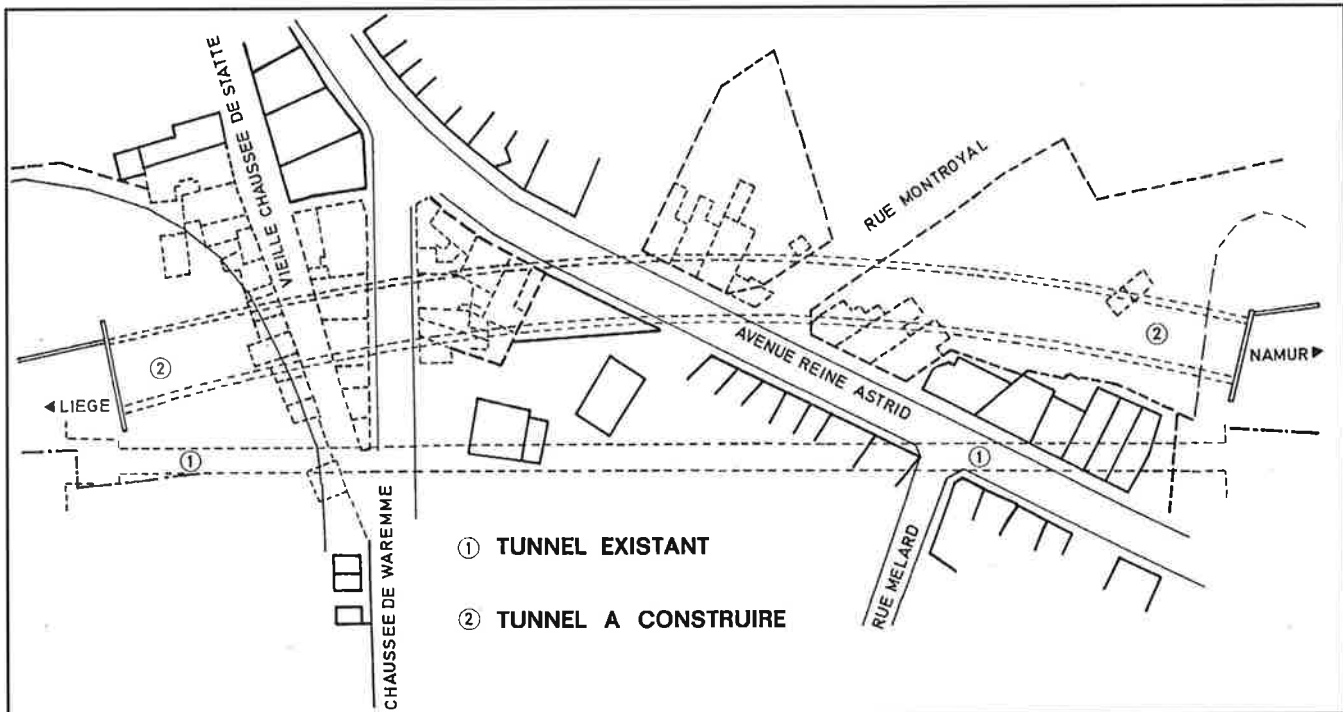 VIEILLE CHAUSSEE DE STATTE
RUE MONTROYAL
②
②
AVENUE REINE ASTRID
NAMUR ▶
◀ LIEGE
①
①
CHAUSSEE DE WAREMME
RUE MELARD
① TUNNEL EXISTANT
② TUNNEL A CONSTRUIRE